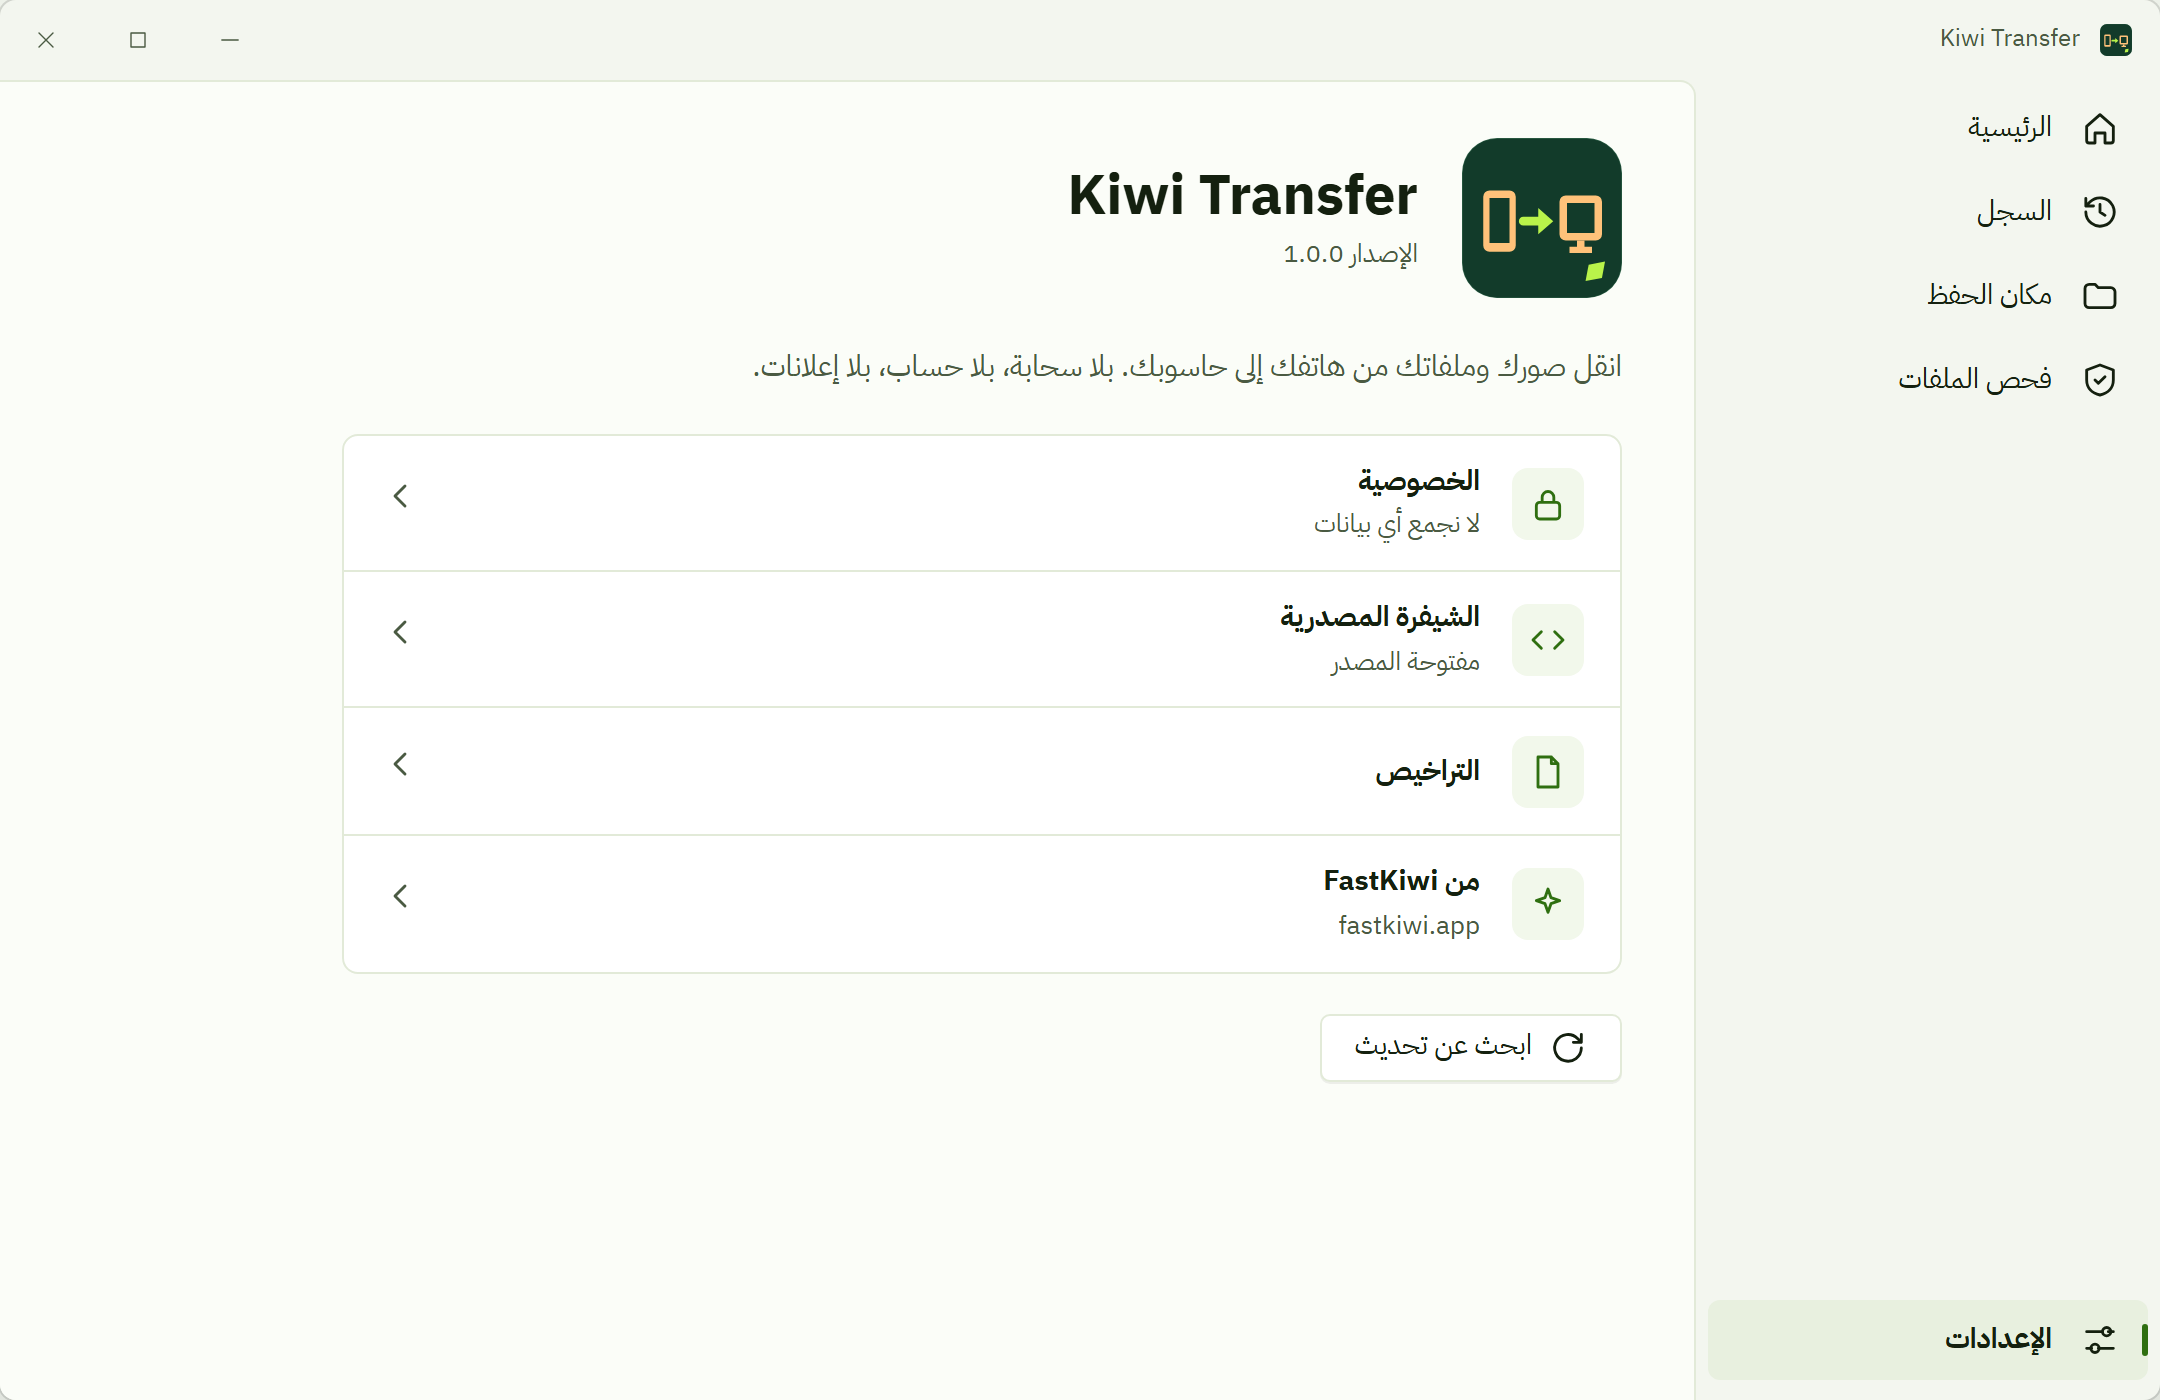 Kiwi Transfer
الرئيسية
السجل
مكان الحفظ
فحص الملفات
الإعدادات
Kiwi Transfer
الإصدار 1.0.0
انقل صورك وملفاتك من هاتفك إلى حاسوبك. بلا سحابة، بلا حساب، بلا إعلانات.
الخصوصية
لا نجمع أي بيانات
الشيفرة المصدرية
مفتوحة المصدر
التراخيص
من FastKiwi
fastkiwi.app
ابحث عن تحديث